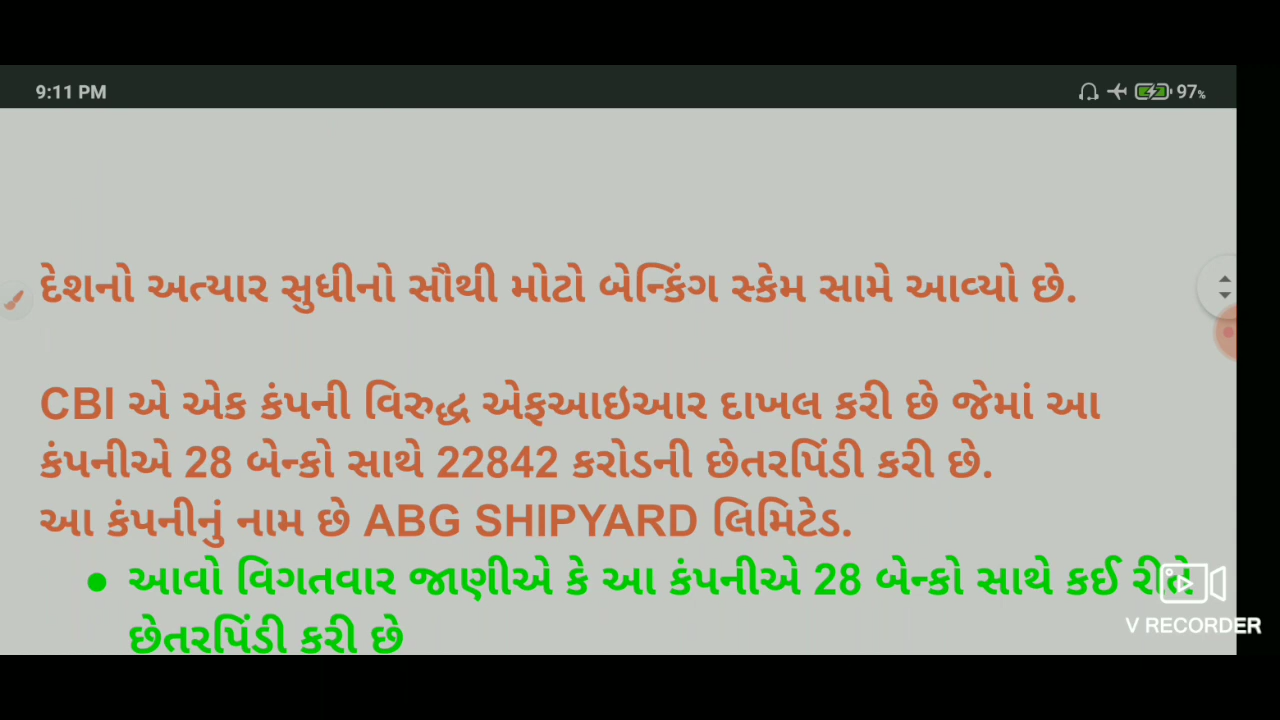 9:11 PM 97%
દેશનો અત્યાર સુધીનો સૌથી મોટો બેન્કિંગ સ્કેમ સામે આવ્યો છે.
CBI એ એક કંપની વિરુદ્ધ એફઆઇઆર દાખલ કરી છે જેમાં આ
કંપનીએ 28 બેન્કો સાથે 22842 કરોડની છેતરપિંડી કરી છે.
આ કંપનીનું નામ છે ABG SHIPYARD લિમિટેડ.
• આવો વિગતવાર જાણીએ કે આ કંપનીએ 28 બેન્કો સાથે કઈ રીતે
છેતરપિંડી કરી છે
V RECORDER